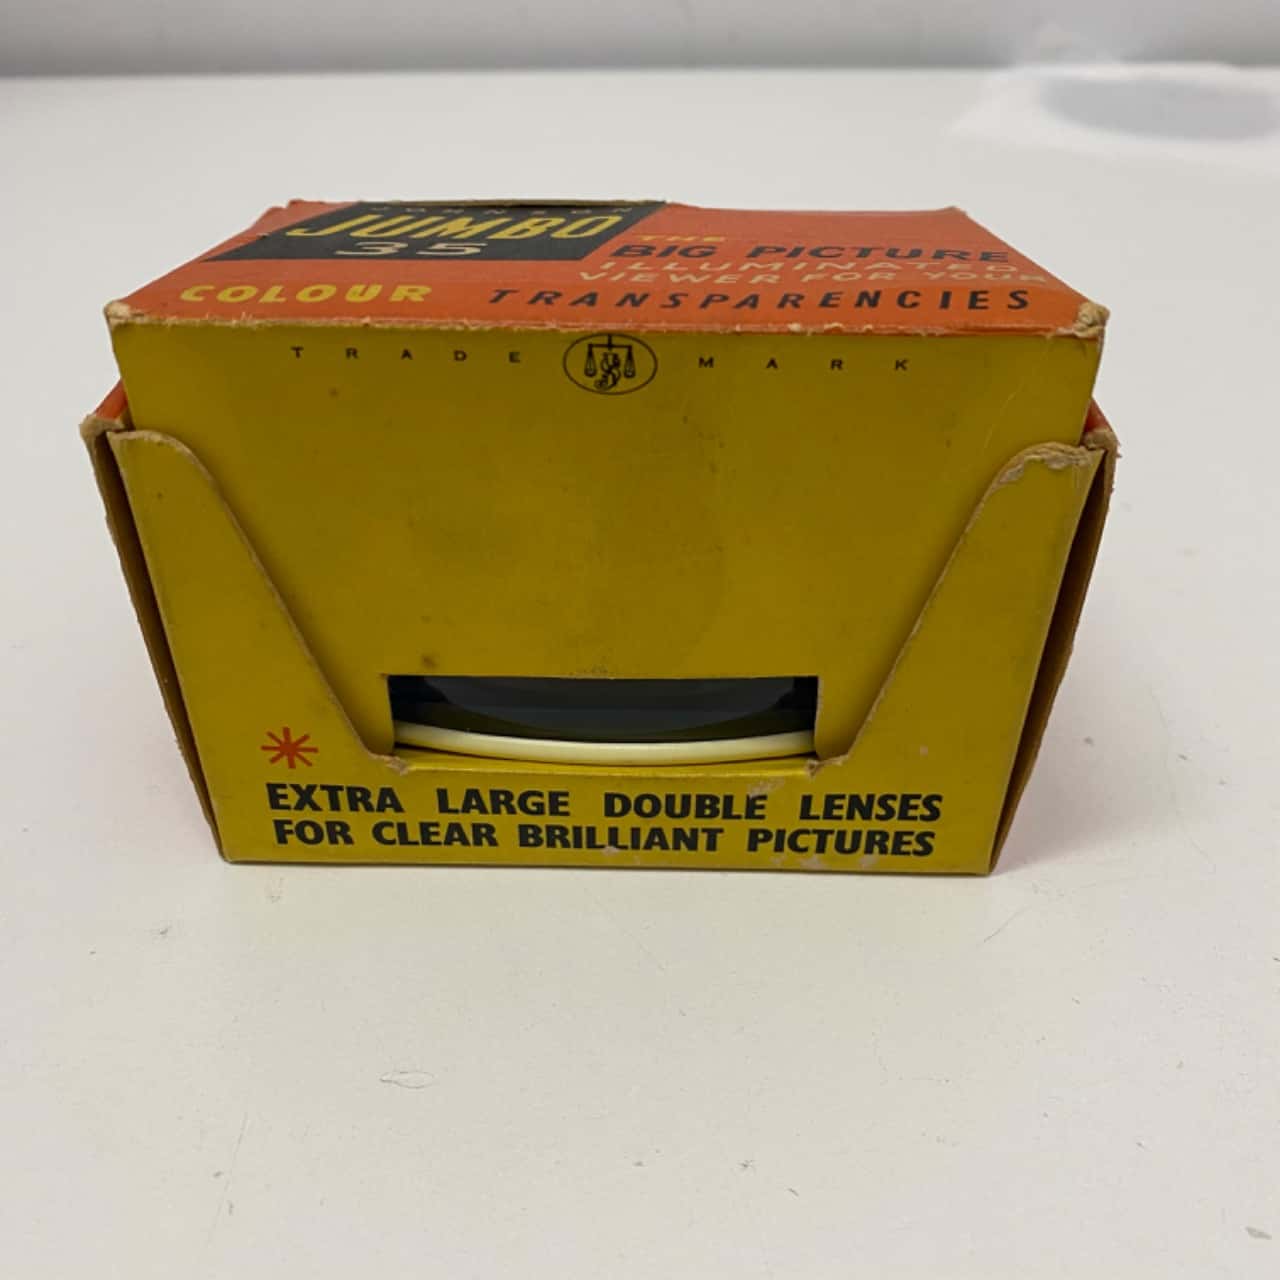 JOHNSON
JUMBO
35
THE
BIG PICTURE
ILLUMINATED
VIEWER FOR YOUR
COLOUR TRANSPARENCIES
TRADE MARK
EXTRA LARGE DOUBLE LENSES
FOR CLEAR BRILLIANT PICTURES